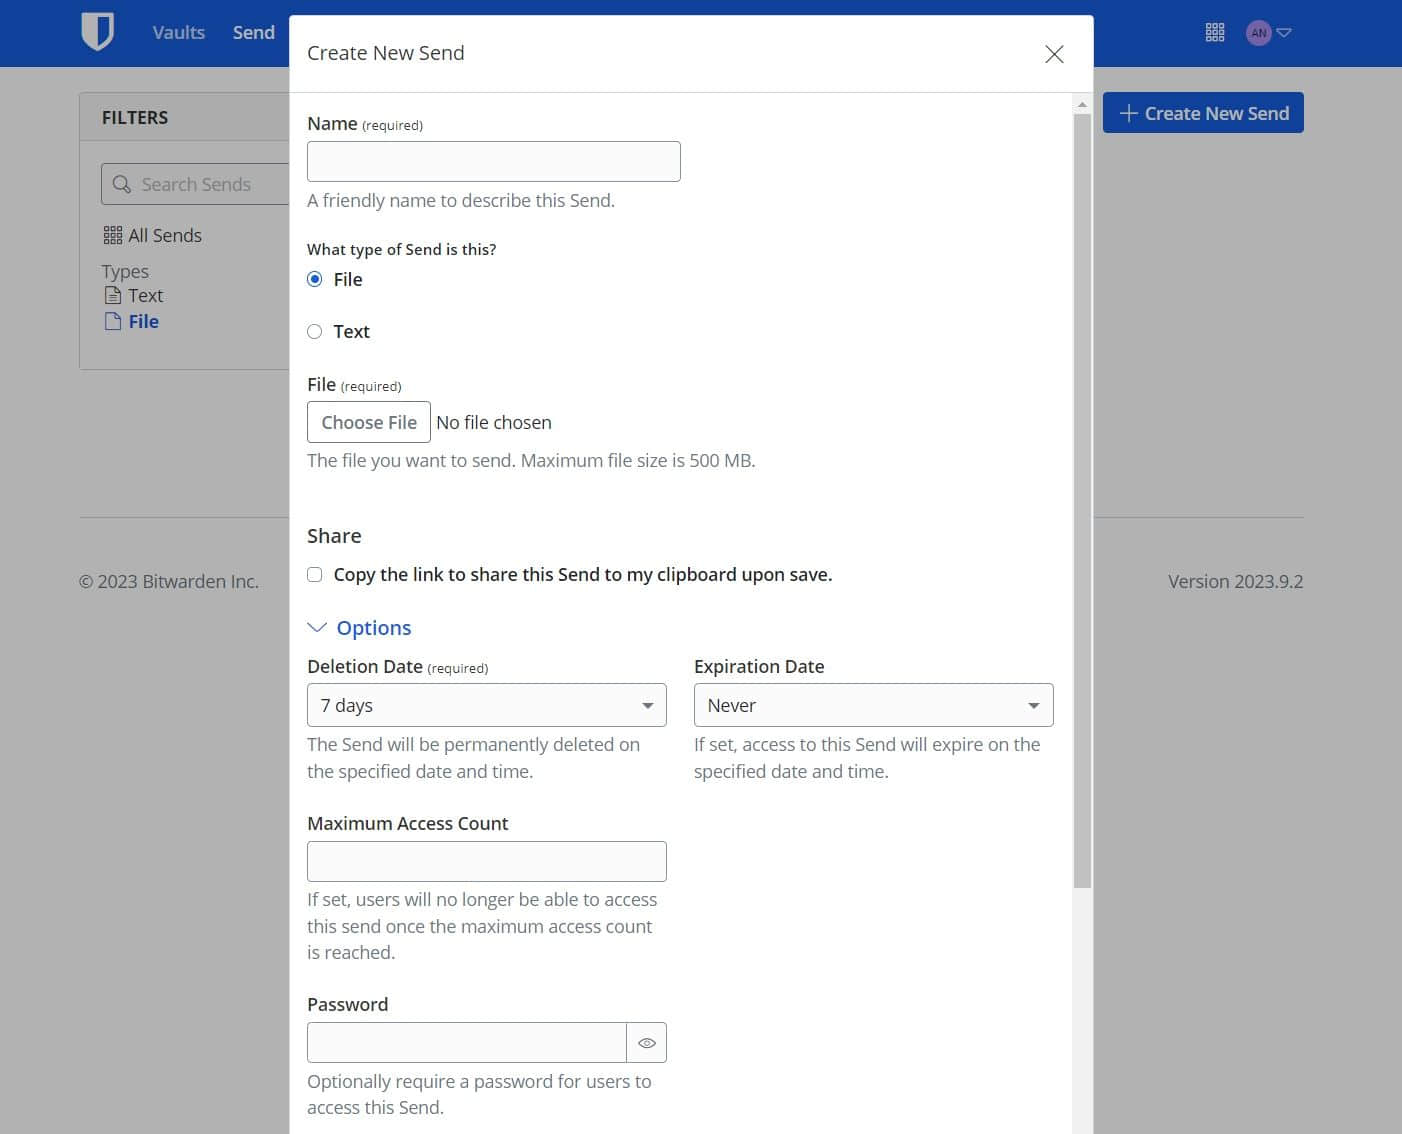 Vaults Send
AN
Create New Send
FILTERS
Search Sends
All Sends
Types
Text
File
Create New Send
Name (required)
A friendly name to describe this Send.
What type of Send is this?
File
Text
File (required)
Choose File No file chosen
The file you want to send. Maximum file size is 500 MB.
Share
Copy the link to share this Send to my clipboard upon save.
Options
Deletion Date (required)
7 days
The Send will be permanently deleted on
the specified date and time.
Expiration Date
Never
If set, access to this Send will expire on the
specified date and time.
Maximum Access Count
If set, users will no longer be able to access
this send once the maximum access count
is reached.
Password
Optionally require a password for users to
access this Send.
© 2023 Bitwarden Inc.
Version 2023.9.2